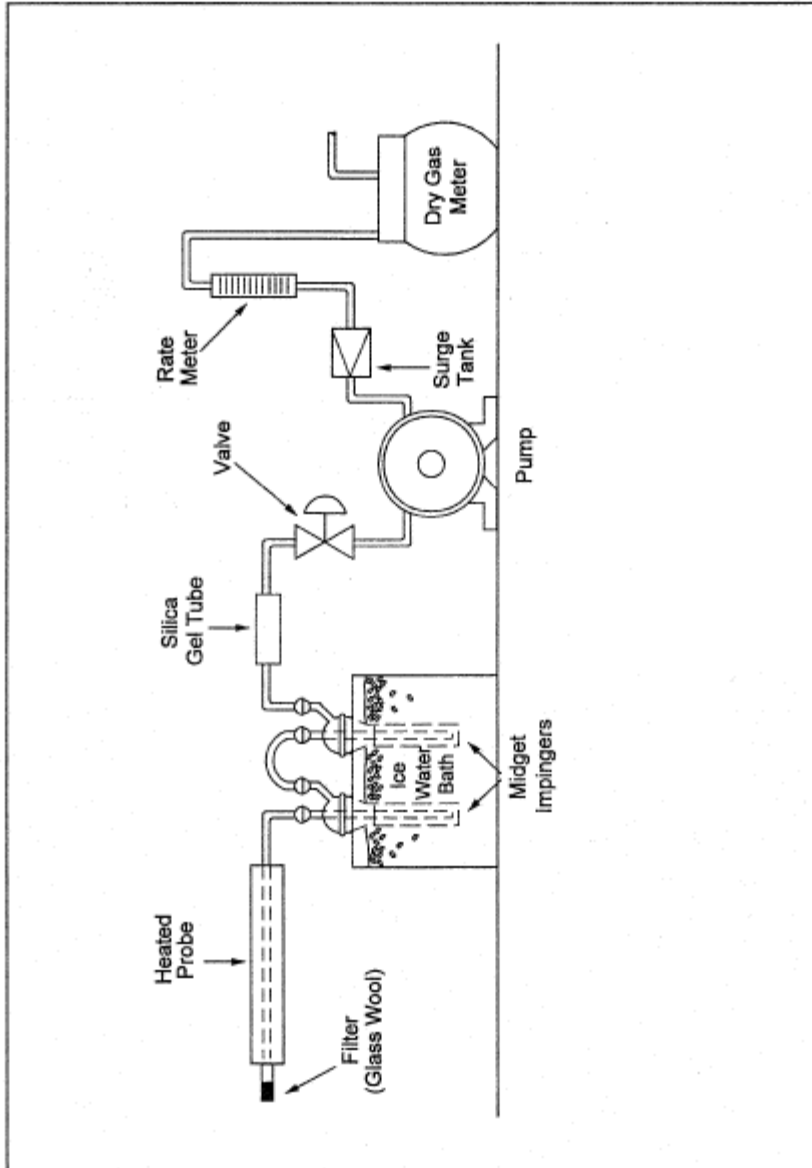 Filter
(Glass Wool)
Heated
Probe
Ice
Water
Bath
Midget
Impingers
Silica
Gel Tube
Valve
Pump
Rate
Meter
Surge
Tank
Dry Gas
Meter